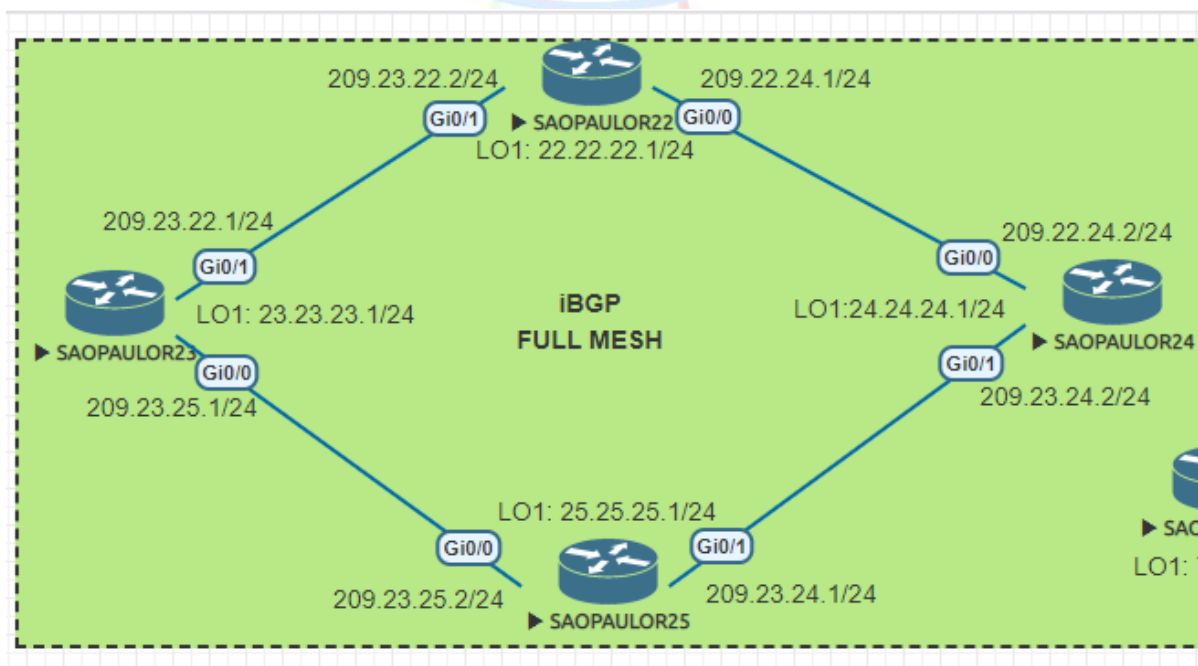 209.23.22.2/24
209.22.24.1/24
Gi0/1
SAOPAULOR22
Gi0/0
LO1: 22.22.22.1/24
209.23.22.1/24
209.22.24.2/24
Gi0/1
Gi0/0
LO1: 23.23.23.1/24
iBGP
FULL MESH
LO1:24.24.24.1/24
SAOPAULOR23
SAOPAULOR24
Gi0/0
Gi0/1
209.23.25.1/24
209.23.24.2/24
LO1: 25.25.25.1/24
Gi0/0
Gi0/1
209.23.25.2/24
209.23.24.1/24
SAOPAULOR25
LO1: